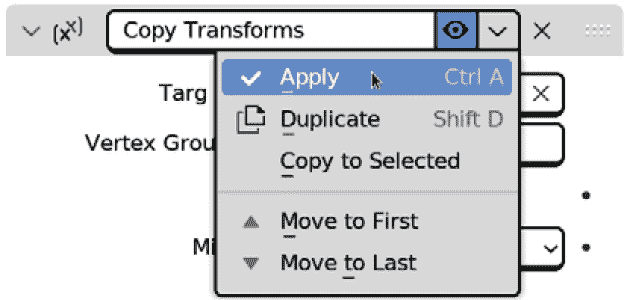 (xˣ) Copy Transforms
Apply Ctrl A
Targ
Duplicate Shift D
Vertex Grou
Copy to Selected
Move to First
Mi
Move to Last